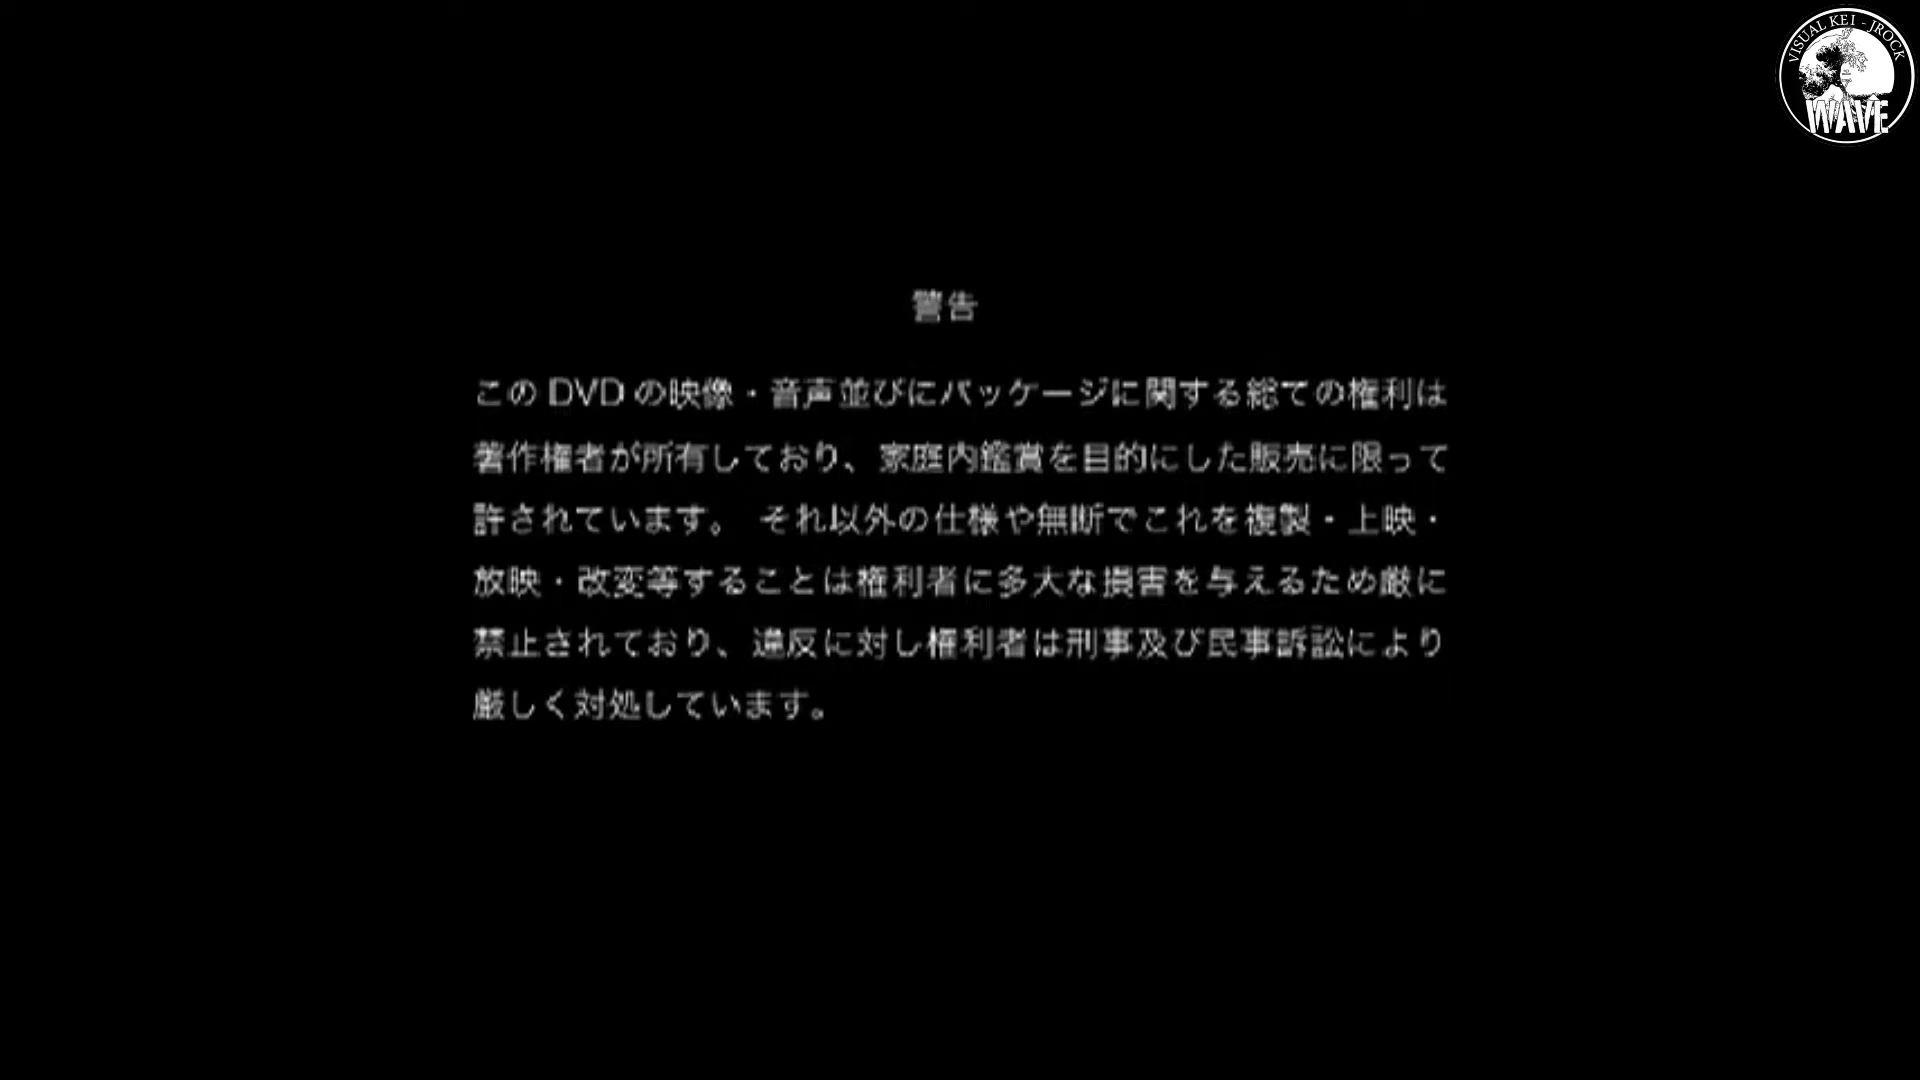 VISUAL KEI - JROCK
WAVE
警告
このDVDの映像・音声並びにパッケージに関する総ての権利は
著作権者が所有しており、家庭内鑑賞を目的にした販売に限って
許されています。 それ以外の仕様や無断でこれを複製・上映・
放映・改変等することは権利者に多大な損害を与えるため厳に
禁止されており、違反に対し権利者は刑事及び民事訴訟により
厳しく対処しています。